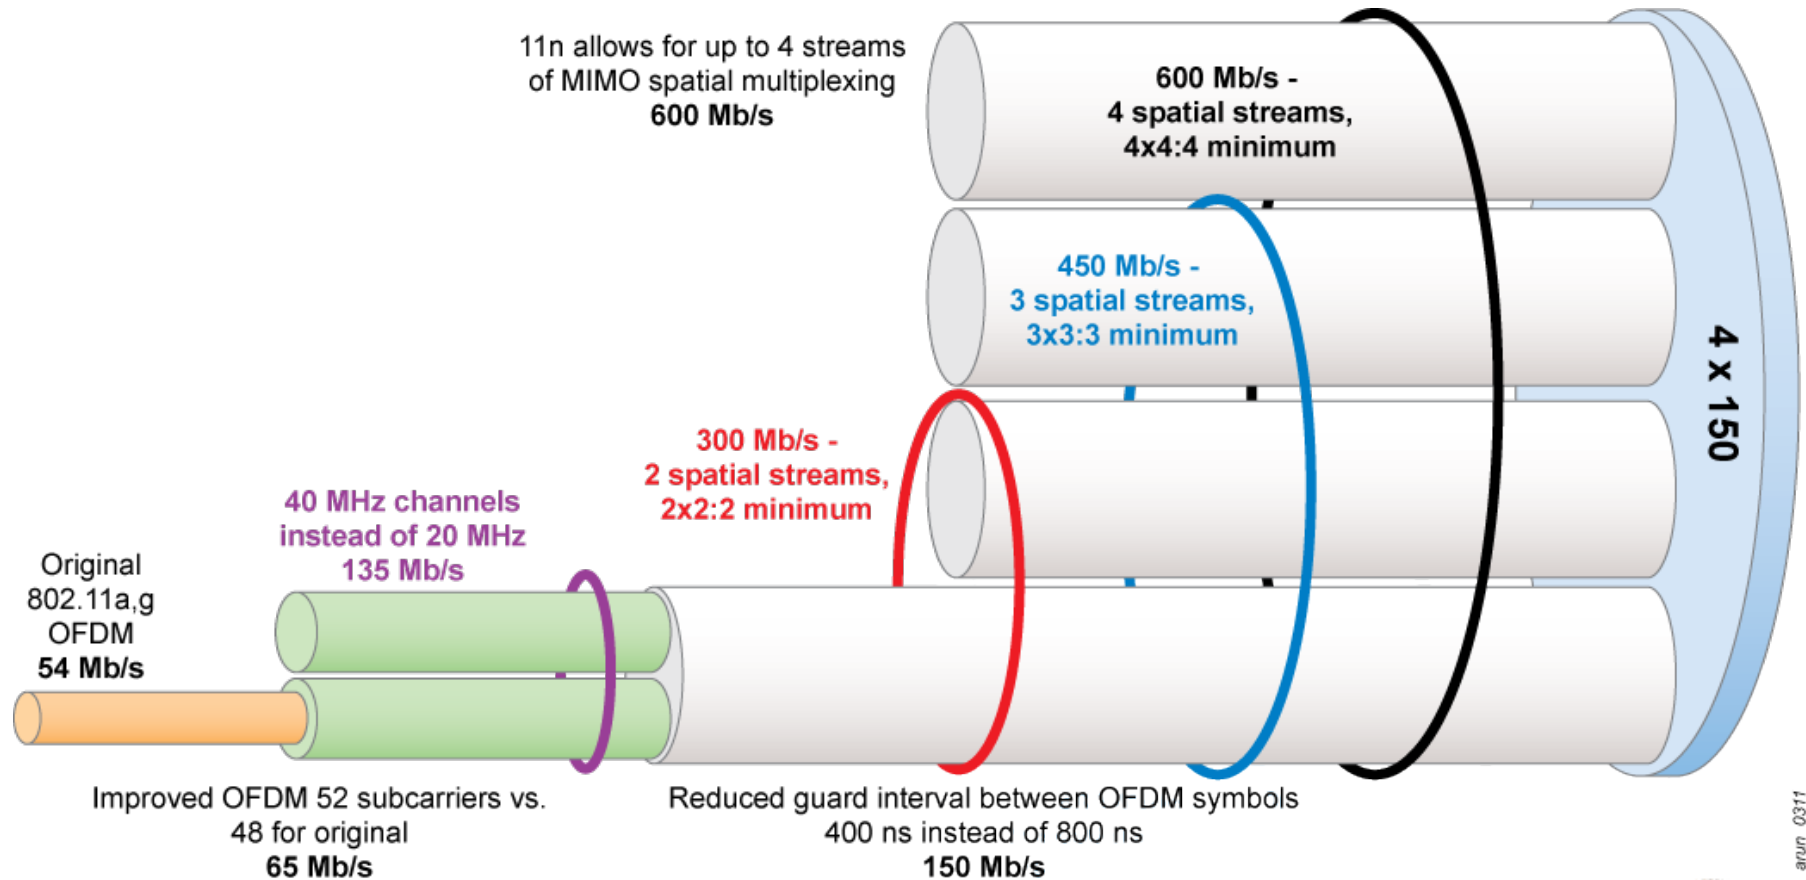 11n allows for up to 4 streams
of MIMO spatial multiplexing
600 Mb/s
600 Mb/s -
4 spatial streams,
4x4:4 minimum
450 Mb/s -
3 spatial streams,
3x3:3 minimum
4 x 150
300 Mb/s -
2 spatial streams,
2x2:2 minimum
40 MHz channels
instead of 20 MHz
135 Mb/s
Original
802.11a,g
OFDM
54 Mb/s
Improved OFDM 52 subcarriers vs.
48 for original
65 Mb/s
Reduced guard interval between OFDM symbols
400 ns instead of 800 ns
150 Mb/s
arun_0311